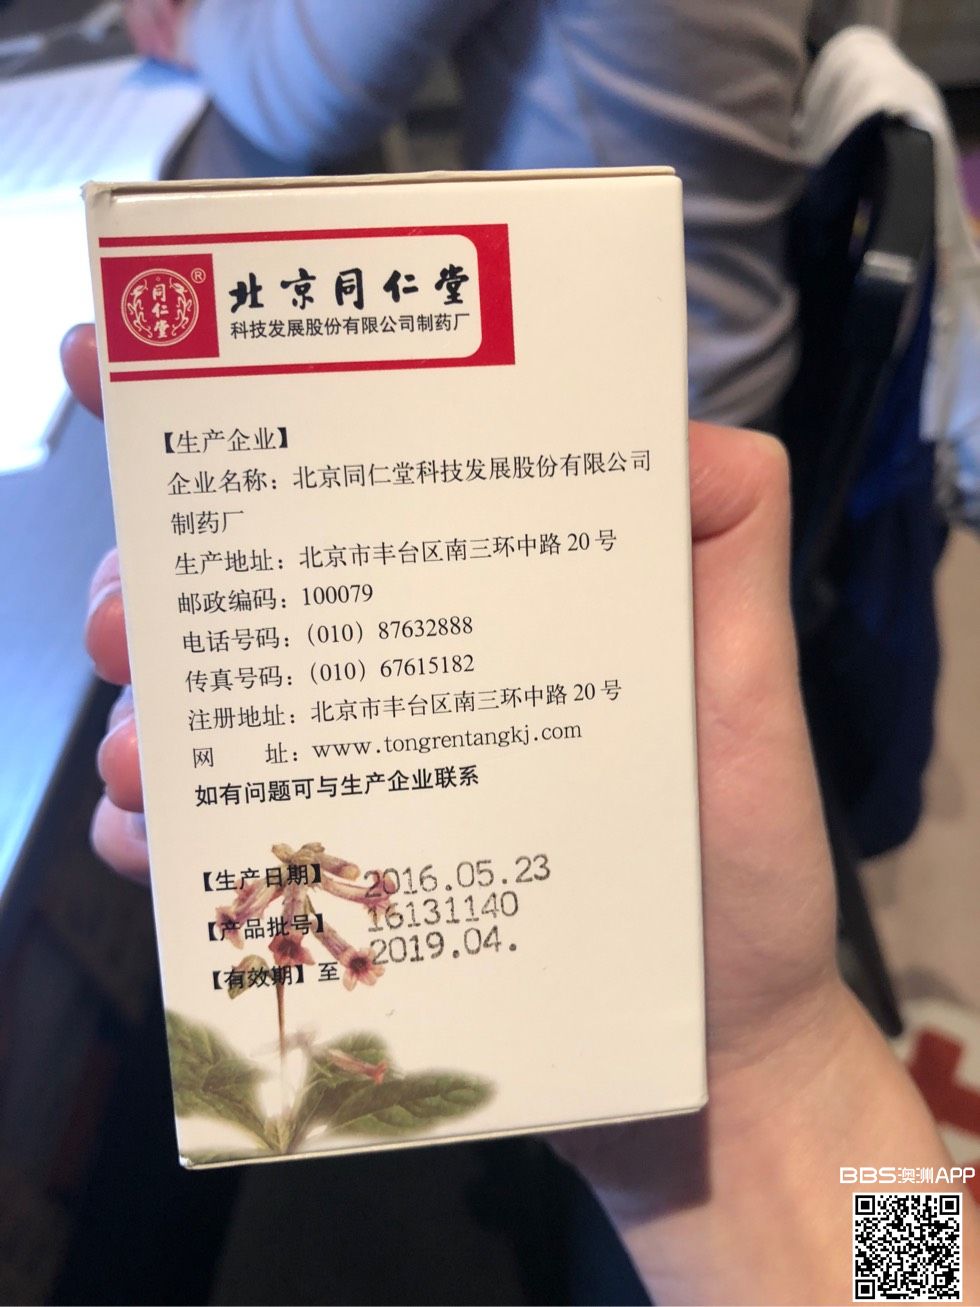 同仁堂
®
北京同仁堂
科技发展股份有限公司制药厂
【生产企业】
企业名称：北京同仁堂科技发展股份有限公司
制药厂
生产地址：北京市丰台区南三环中路20号
邮政编码：100079
电话号码：（010）87632888
传真号码：（010）67615182
注册地址：北京市丰台区南三环中路20号
网 址：www.tongrentangkj.com
如有问题可与生产企业联系
【生产日期】 2016.05.23
【产品批号】 16131140
【有效期】至 2019.04.
BBS澳洲APP